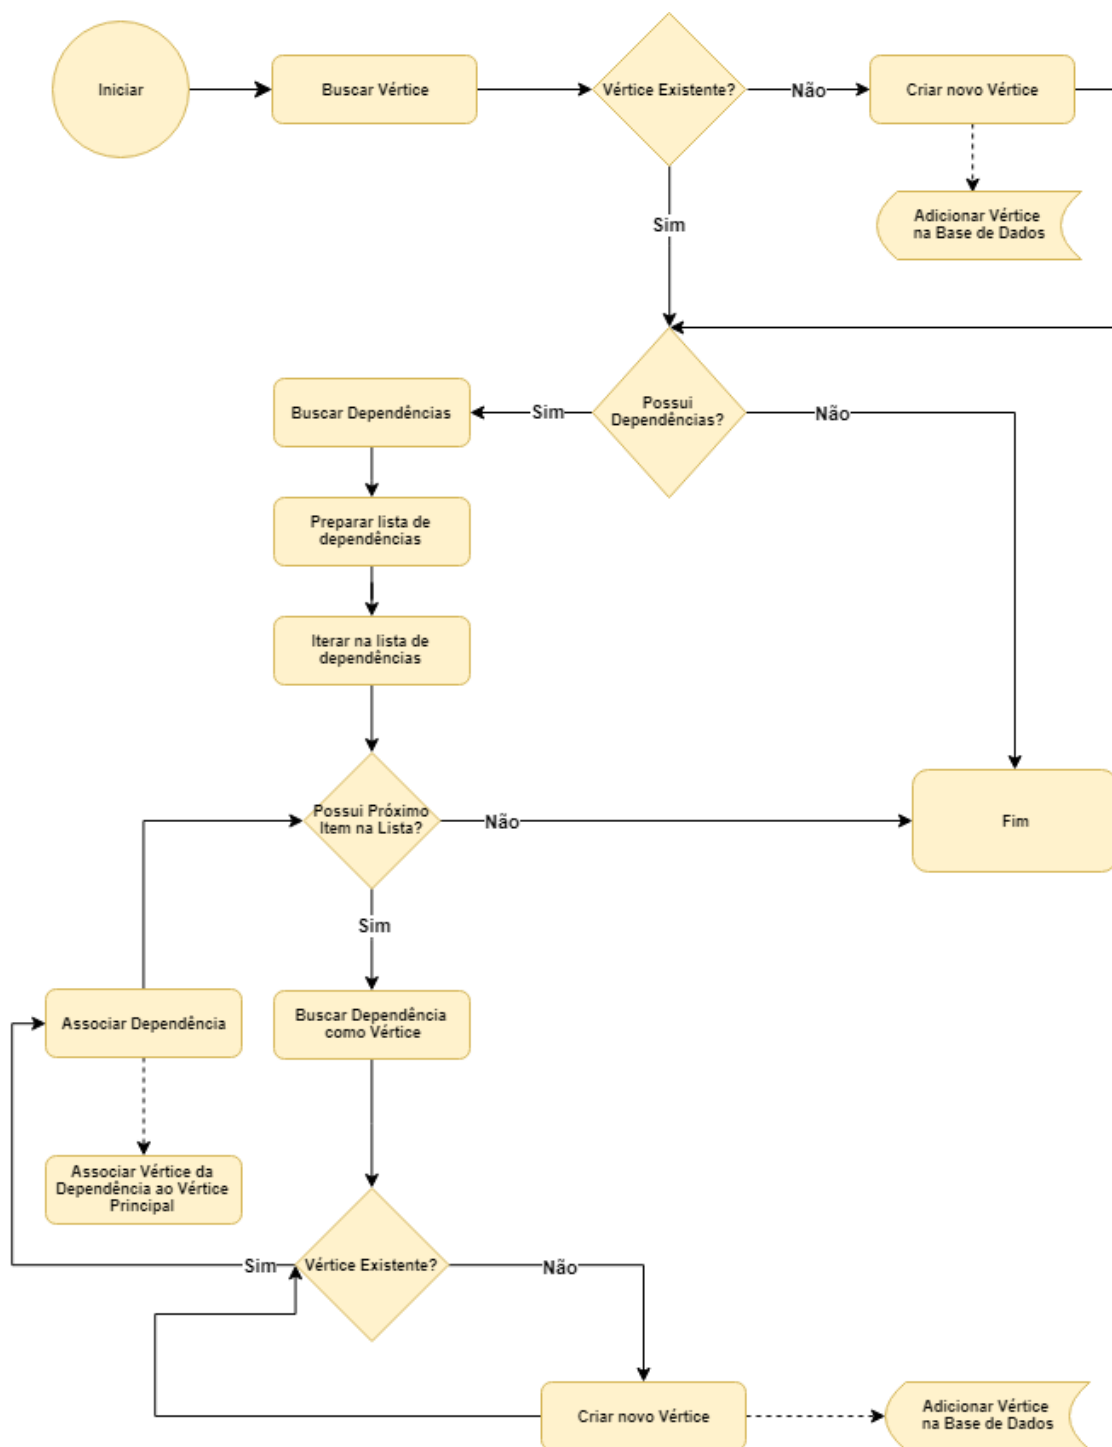 Iniciar
Buscar Vértice
Vértice Existente?
Não
Criar novo Vértice
Adicionar Vértice
na Base de Dados
Sim
Possui
Dependências?
Sim
Não
Buscar Dependências
Preparar lista de
dependências
Iterar na lista de
dependências
Possui Próximo
Item na Lista?
Não
Fim
Sim
Associar Dependência
Buscar Dependência
como Vértice
Associar Vértice da
Dependência ao Vértice
Principal
Sim
Vértice Existente?
Não
Criar novo Vértice
Adicionar Vértice
na Base de Dados